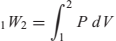 ₁W₂ = ∫₁² P dV